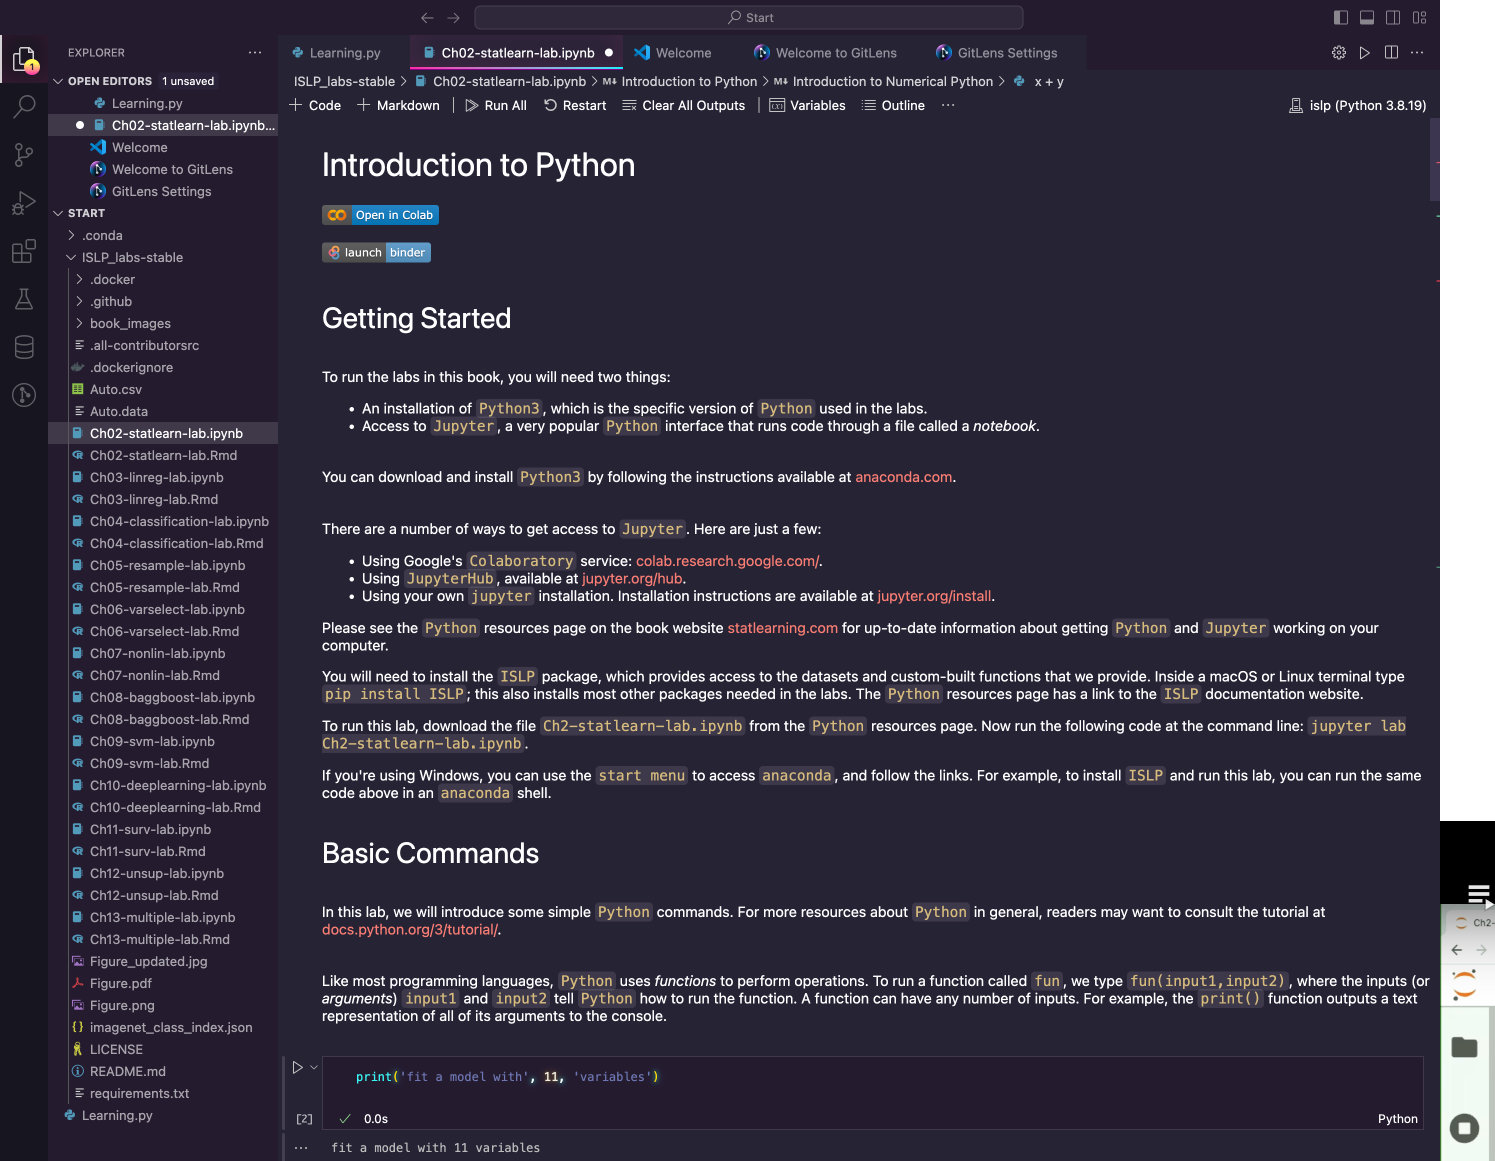 Start
EXPLORER
OPEN EDITORS 1 unsaved
Learning.py
Ch02-statlearn-lab.ipynb...
Welcome
Welcome to GitLens
GitLens Settings
START
.conda
ISLP_labs-stable
.docker
.github
book_images
.all-contributorsrc
.dockerignore
Auto.csv
Auto.data
Ch02-statlearn-lab.ipynb
Ch02-statlearn-lab.Rmd
Ch03-linreg-lab.ipynb
Ch03-linreg-lab.Rmd
Ch04-classification-lab.ipynb
Ch04-classification-lab.Rmd
Ch05-resample-lab.ipynb
Ch05-resample-lab.Rmd
Ch06-varselect-lab.ipynb
Ch06-varselect-lab.Rmd
Ch07-nonlin-lab.ipynb
Ch07-nonlin-lab.Rmd
Ch08-baggboost-lab.ipynb
Ch08-baggboost-lab.Rmd
Ch09-svm-lab.ipynb
Ch09-svm-lab.Rmd
Ch10-deeplearning-lab.ipynb
Ch10-deeplearning-lab.Rmd
Ch11-surv-lab.ipynb
Ch11-surv-lab.Rmd
Ch12-unsup-lab.ipynb
Ch12-unsup-lab.Rmd
Ch13-multiple-lab.ipynb
Ch13-multiple-lab.Rmd
Figure_updated.jpg
Figure.pdf
Figure.png
imagenet_class_index.json
LICENSE
README.md
requirements.txt
Learning.py
Learning.py Ch02-statlearn-lab.ipynb Welcome Welcome to GitLens GitLens Settings
ISLP_labs-stable > Ch02-statlearn-lab.ipynb > M↓ Introduction to Python > M↓ Introduction to Numerical Python > x + y
+ Code + Markdown | Run All Restart Clear All Outputs | Variables Outline ... islp (Python 3.8.19)
Introduction to Python
Open in Colab
launch binder
Getting Started
To run the labs in this book, you will need two things:
• An installation of Python3, which is the specific version of Python used in the labs.
• Access to Jupyter, a very popular Python interface that runs code through a file called a notebook.
You can download and install Python3 by following the instructions available at anaconda.com.
There are a number of ways to get access to Jupyter. Here are just a few:
• Using Google's Colaboratory service: colab.research.google.com/.
• Using JupyterHub, available at jupyter.org/hub.
• Using your own jupyter installation. Installation instructions are available at jupyter.org/install.
Please see the Python resources page on the book website statlearning.com for up-to-date information about getting Python and Jupyter working on your
computer.
You will need to install the ISLP package, which provides access to the datasets and custom-built functions that we provide. Inside a macOS or Linux terminal type
pip install ISLP; this also installs most other packages needed in the labs. The Python resources page has a link to the ISLP documentation website.
To run this lab, download the file Ch2-statlearn-lab.ipynb from the Python resources page. Now run the following code at the command line: jupyter lab
Ch2-statlearn-lab.ipynb.
If you're using Windows, you can use the start menu to access anaconda, and follow the links. For example, to install ISLP and run this lab, you can run the same
code above in an anaconda shell.
Basic Commands
In this lab, we will introduce some simple Python commands. For more resources about Python in general, readers may want to consult the tutorial at
docs.python.org/3/tutorial/.
Like most programming languages, Python uses functions to perform operations. To run a function called fun, we type fun(input1,input2), where the inputs (or
arguments) input1 and input2 tell Python how to run the function. A function can have any number of inputs. For example, the print() function outputs a text
representation of all of its arguments to the console.
print('fit a model with', 11, 'variables')
[2] ✓ 0.0s Python
... fit a model with 11 variables
Ch2-